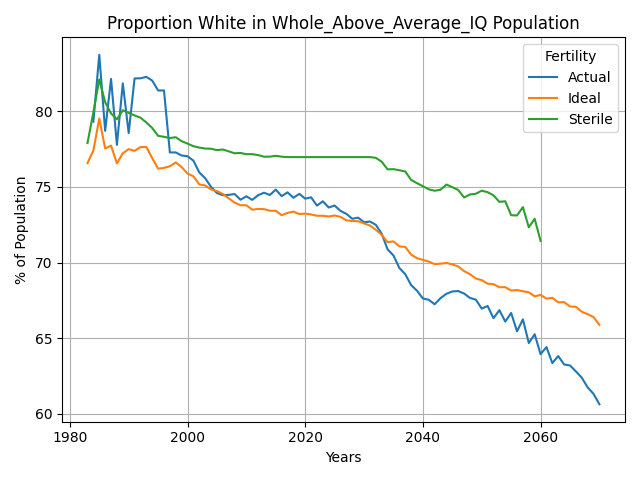 Proportion White in Whole_Above_Average_IQ Population
Fertility
Actual
Ideal
Sterile
% of Population
80
75
70
65
60
1980
2000
2020
2040
2060
Years